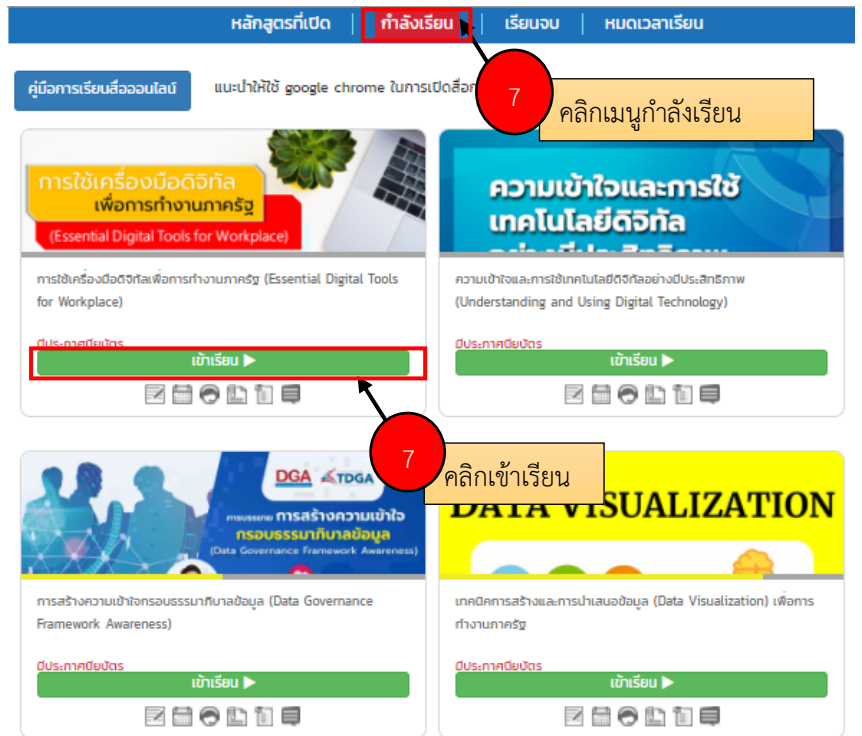 หลักสูตรที่เปิด กำลังเรียน เรียนจบ หมดเวลาเรียน
คู่มือการเรียนสื่อออนไลน์ แนะนำให้ใช้ google chrome ในการเปิดสื่อ
7
คลิกเมนูกำลังเรียน
การใช้เครื่องมือดิจิทัล
เพื่อการทำงานภาครัฐ
(Essential Digital Tools for Workplace)
การใช้เครื่องมือดิจิทัลเพื่อการทำงานภาครัฐ (Essential Digital Tools
for Workplace)
มีประกาศนียบัตร
เข้าเรียน
ความเข้าใจและการใช้
เทคโนโลยีดิจิทัล
อย่างมีประสิทธิภาพ
ความเข้าใจและการใช้เทคโนโลยีดิจิทัลอย่างมีประสิทธิภาพ
(Understanding and Using Digital Technology)
มีประกาศนียบัตร
เข้าเรียน
7
คลิกเข้าเรียน
DGA TDGA
การบรรยาย การสร้างความเข้าใจ
กรอบธรรมาภิบาลข้อมูล
(Data Governance Framework Awareness)
การสร้างความเข้าใจกรอบธรรมาภิบาลข้อมูล (Data Governance
Framework Awareness)
มีประกาศนียบัตร
เข้าเรียน
DATA VISUALIZATION
เทคนิคการสร้างและการนำเสนอข้อมูล (Data Visualization) เพื่อการ
ทำงานภาครัฐ
มีประกาศนียบัตร
เข้าเรียน